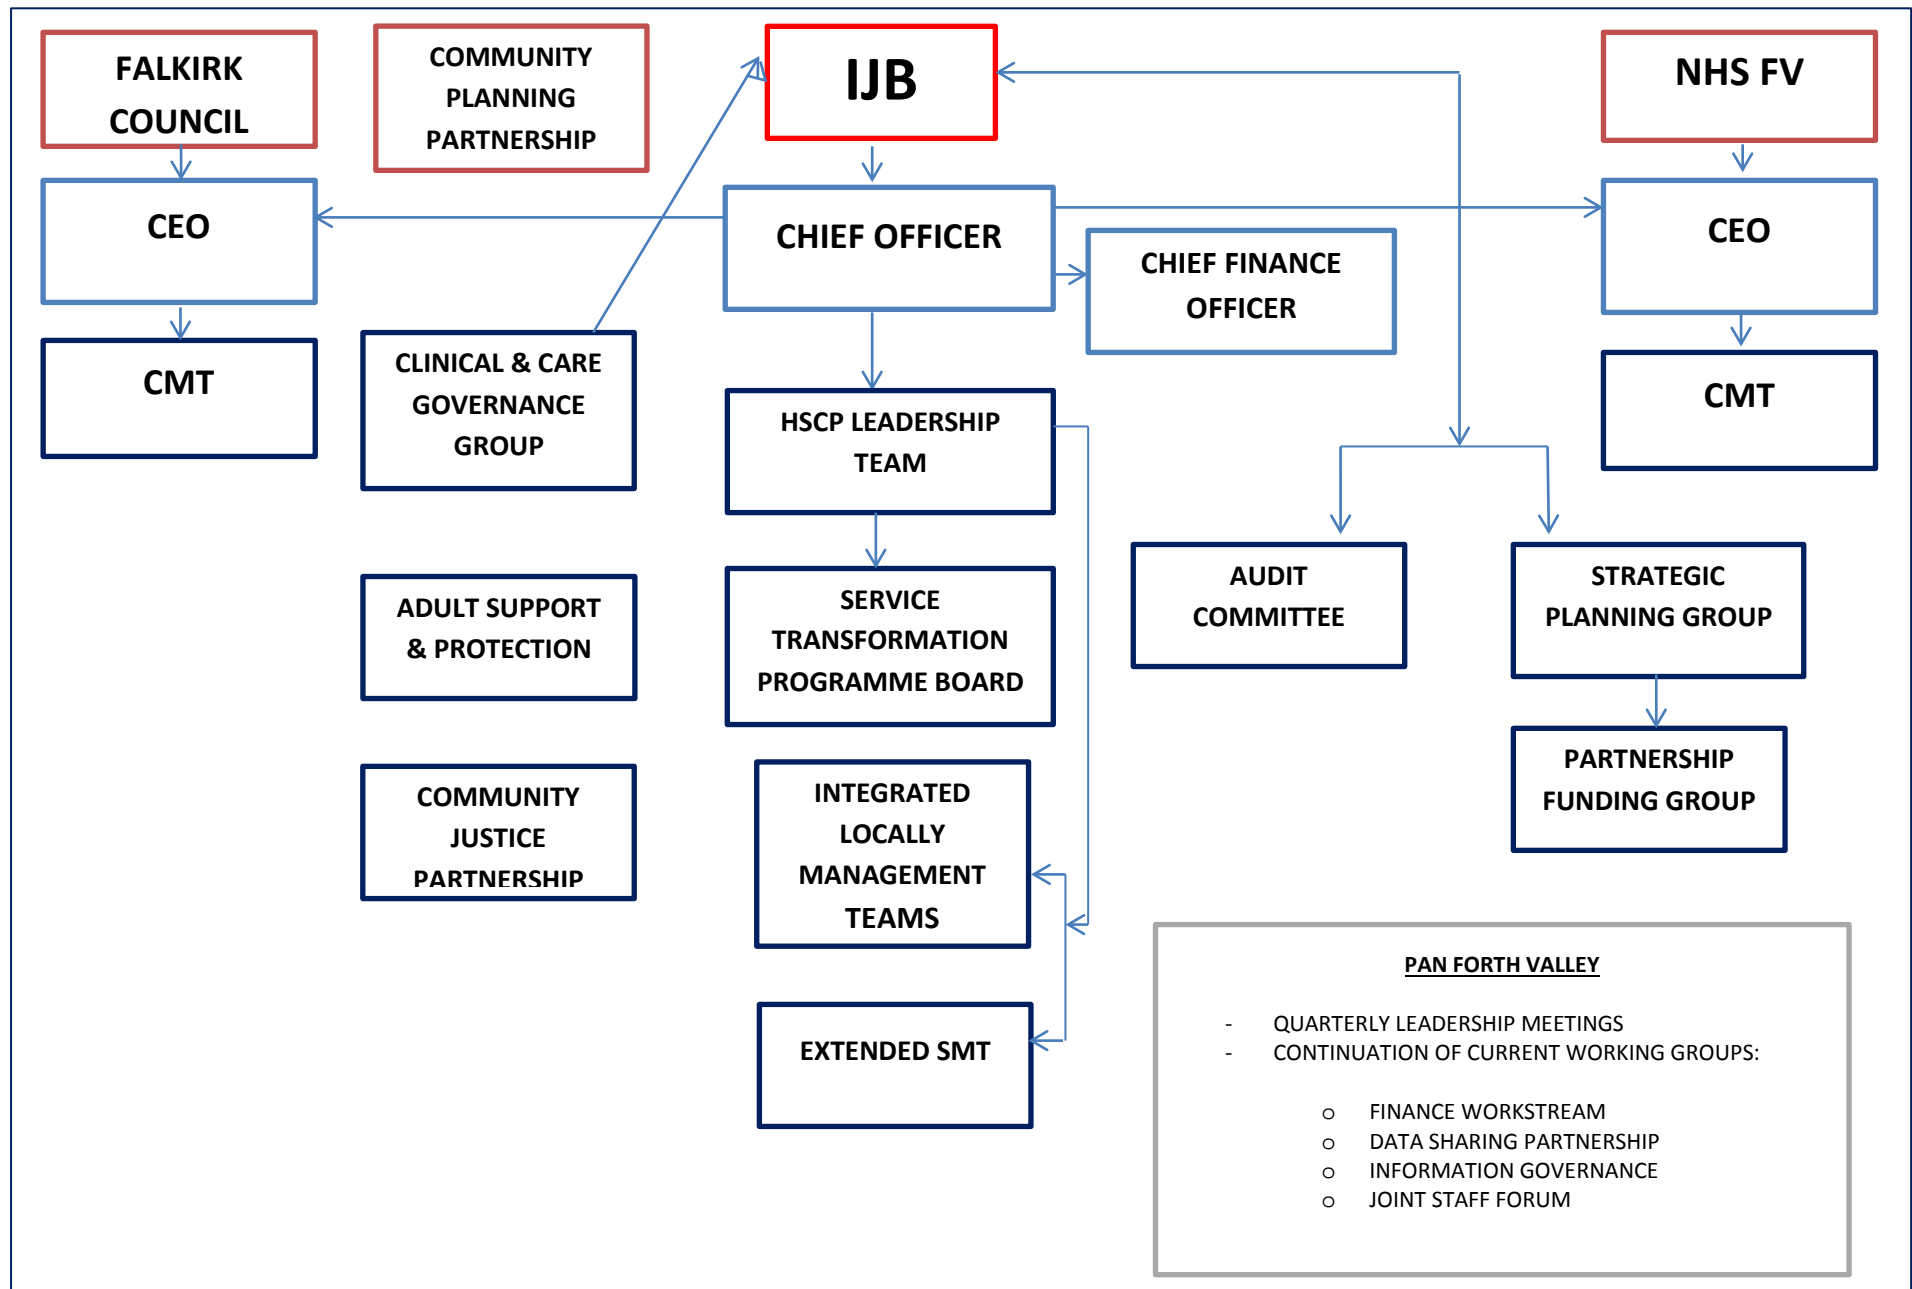 FALKIRK
COUNCIL
COMMUNITY
PLANNING
PARTNERSHIP
IJB
NHS FV
CEO
CHIEF OFFICER
CEO
CHIEF FINANCE
OFFICER
CMT
CLINICAL & CARE
GOVERNANCE
GROUP
HSCP LEADERSHIP
TEAM
CMT
ADULT SUPPORT
& PROTECTION
SERVICE
TRANSFORMATION
PROGRAMME BOARD
AUDIT
COMMITTEE
STRATEGIC
PLANNING GROUP
COMMUNITY
JUSTICE
PARTNERSHIP
INTEGRATED
LOCALLY
MANAGEMENT
TEAMS
PARTNERSHIP
FUNDING GROUP
EXTENDED SMT
PAN FORTH VALLEY
- QUARTERLY LEADERSHIP MEETINGS
- CONTINUATION OF CURRENT WORKING GROUPS:
o FINANCE WORKSTREAM
o DATA SHARING PARTNERSHIP
o INFORMATION GOVERNANCE
o JOINT STAFF FORUM